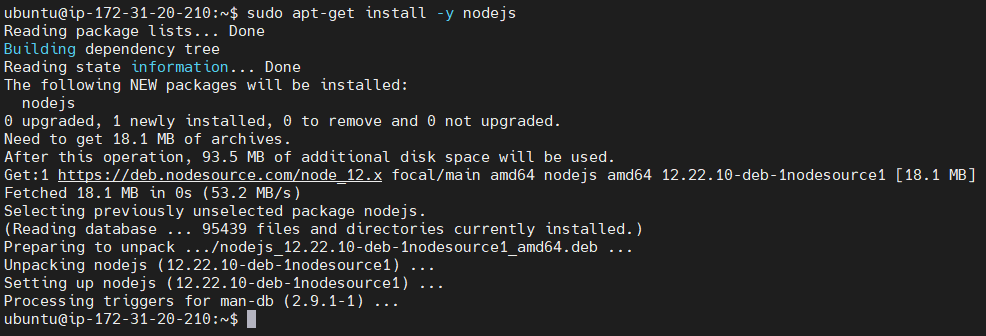 ubuntu@ip-172-31-20-210:~$ sudo apt-get install -y nodejs
Reading package lists... Done
Building dependency tree
Reading state information... Done
The following NEW packages will be installed:
  nodejs
0 upgraded, 1 newly installed, 0 to remove and 0 not upgraded.
Need to get 18.1 MB of archives.
After this operation, 93.5 MB of additional disk space will be used.
Get:1 https://deb.nodesource.com/node_12.x focal/main amd64 nodejs amd64 12.22.10-deb-1nodesource1 [18.1 MB]
Fetched 18.1 MB in 0s (53.2 MB/s)
Selecting previously unselected package nodejs.
(Reading database ... 95439 files and directories currently installed.)
Preparing to unpack .../nodejs_12.22.10-deb-1nodesource1_amd64.deb ...
Unpacking nodejs (12.22.10-deb-1nodesource1) ...
Setting up nodejs (12.22.10-deb-1nodesource1) ...
Processing triggers for man-db (2.9.1-1) ...
ubuntu@ip-172-31-20-210:~$